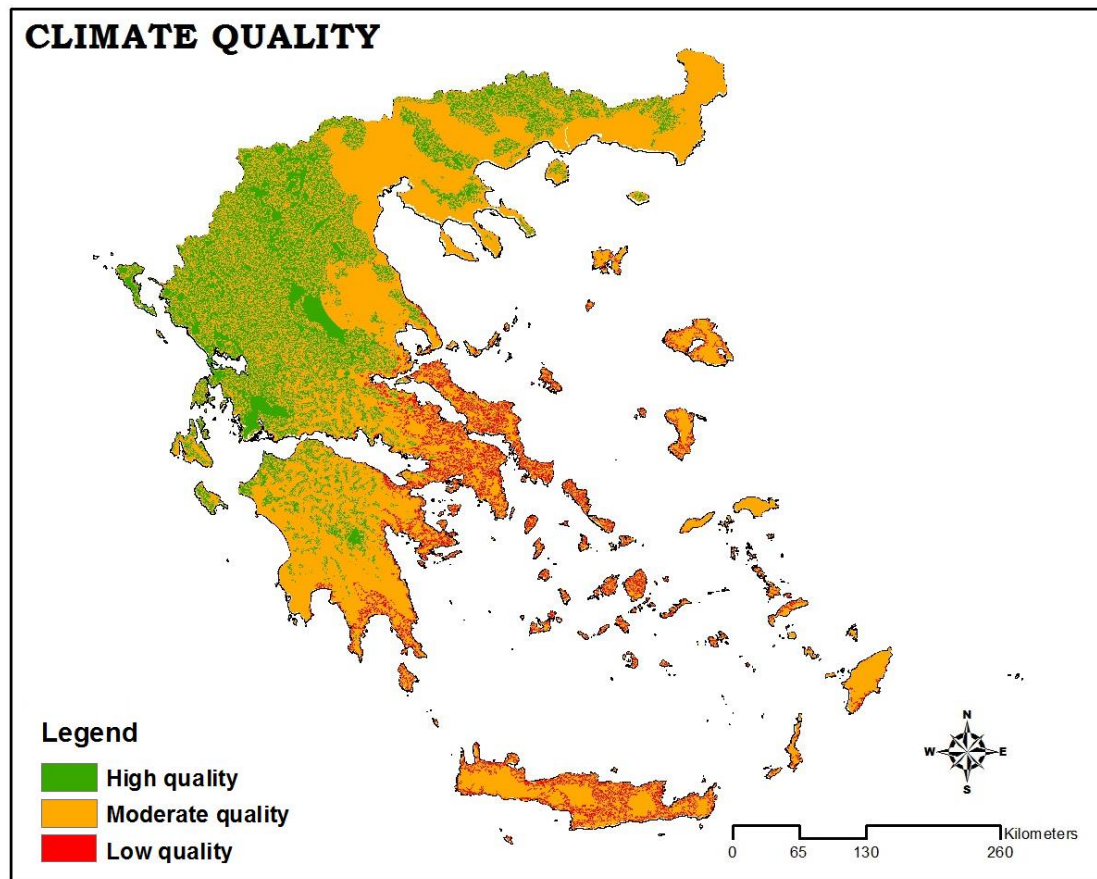 CLIMATE QUALITY
Legend
High quality
Moderate quality
Low quality
N
W E
S
Kilometers
0 65 130 260